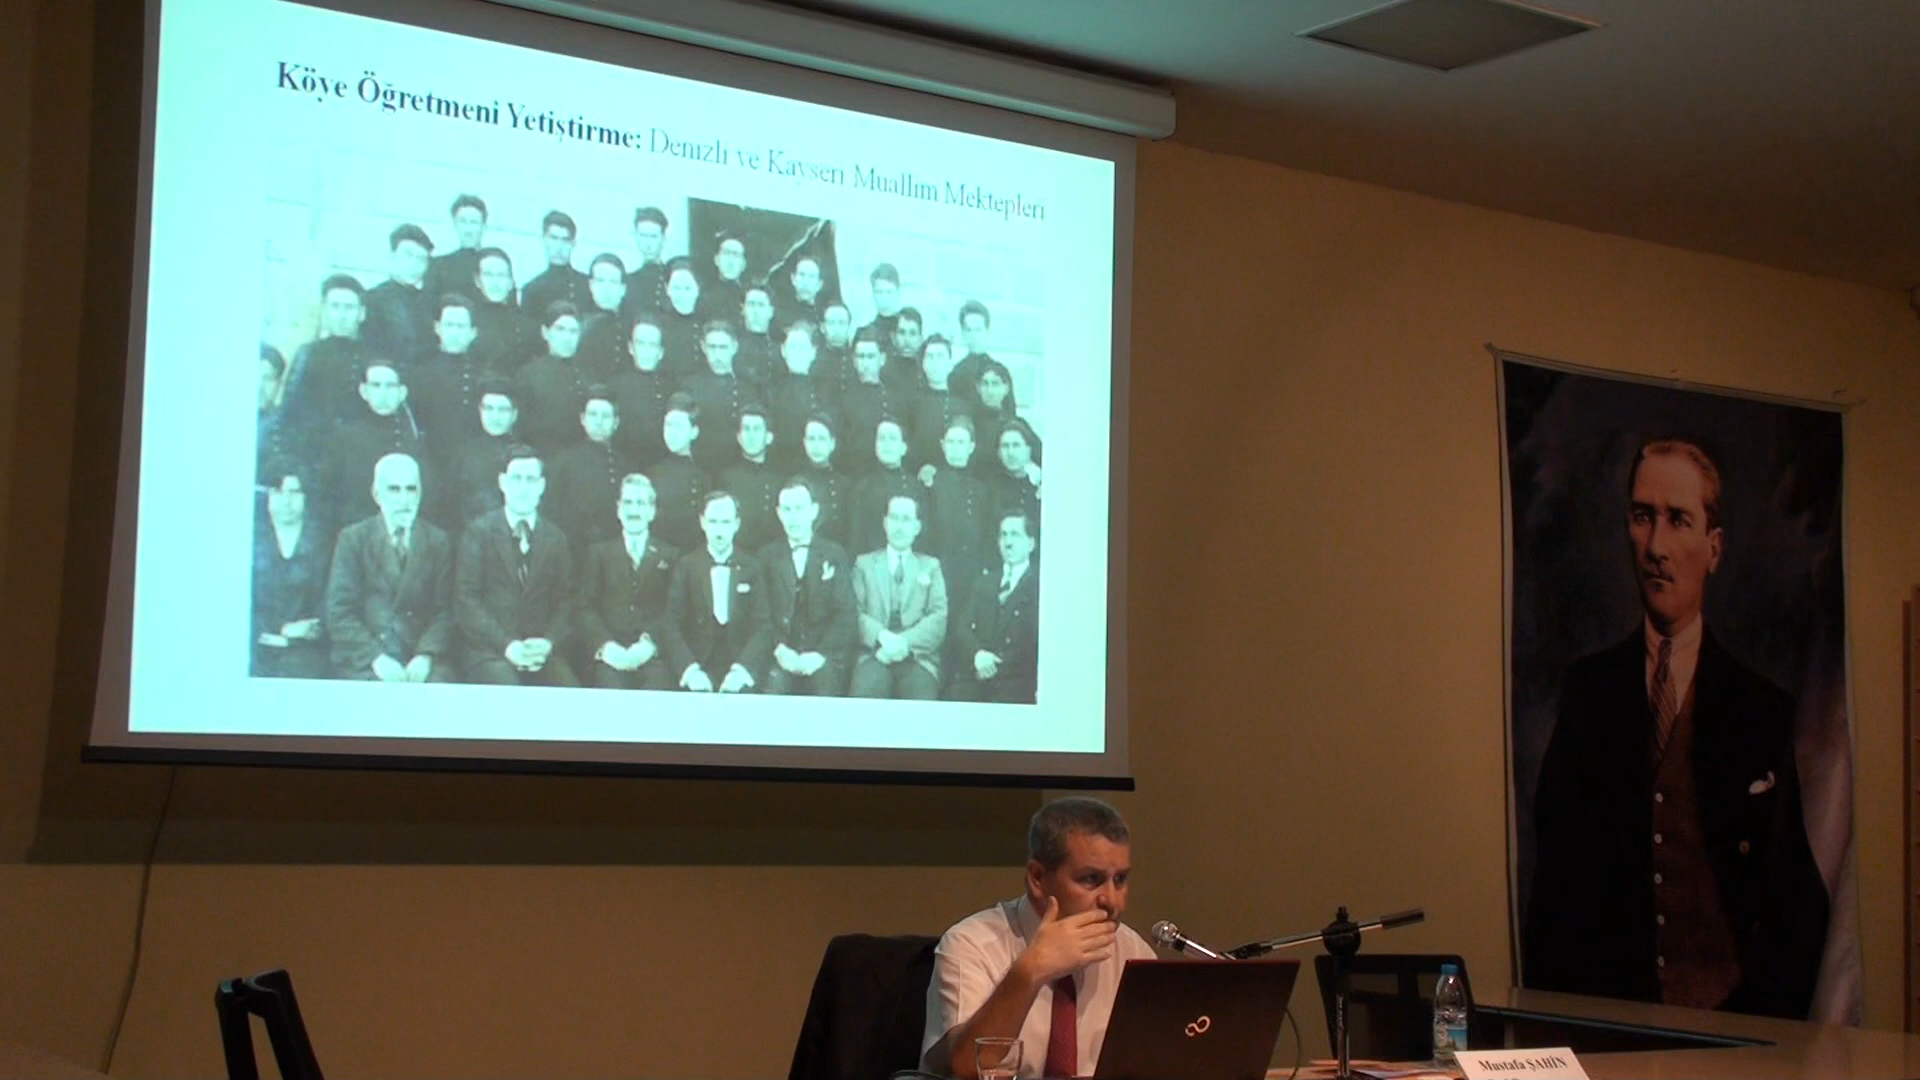 Köye Öğretmeni Yetiştirme: Denizli ve Kayseri Muallim Mektepleri
Mustafa ŞAHİN